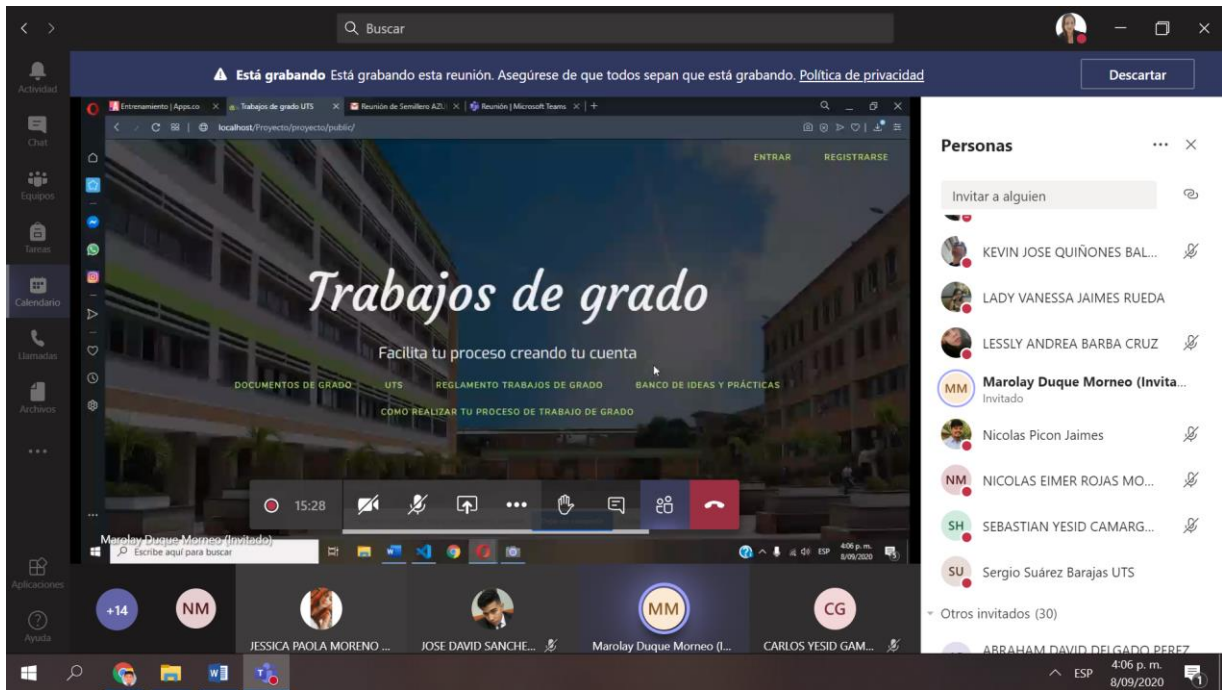 Buscar
Está grabando Está grabando esta reunión. Asegúrese de que todos sepan que está grabando. Política de privacidad
Descartar
Actividad
Chat
Equipos
Tareas
Calendario
Llamadas
Archivos
Aplicaciones
Ayuda
Entrenamiento | Apps.co
Trabajos de grado UTS
Reunión de Semillero AZU
Reunión | Microsoft Teams
localhost/Proyecto/proyecto/public/
ENTRAR REGISTRARSE
Trabajos de grado
Facilita tu proceso creando tu cuenta
DOCUMENTOS DE GRADO UTS REGLAMENTO TRABAJOS DE GRADO BANCO DE IDEAS Y PRÁCTICAS
COMO REALIZAR TU PROCESO DE TRABAJO DE GRADO
15:28
Marolay Duque Morneo (Invitado)
Escribe aquí para buscar
ESP
4:06 p. m.
8/09/2020
+14
NM
JESSICA PAOLA MORENO ...
JOSE DAVID SANCHE...
MM
Marolay Duque Morneo (I...
CG
CARLOS YESID GAM...
Personas
Invitar a alguien
KEVIN JOSE QUIÑONES BAL...
LADY VANESSA JAIMES RUEDA
LESSLY ANDREA BARBA CRUZ
MM
Marolay Duque Morneo (Invita...
Invitado
Nicolas Picon Jaimes
NM
NICOLAS EIMER ROJAS MO...
SH
SEBASTIAN YESID CAMARG...
SU
Sergio Suárez Barajas UTS
Otros invitados (30)
ABRAHAM DAVID DELGADO PEREZ
ESP
4:06 p. m.
8/09/2020
1